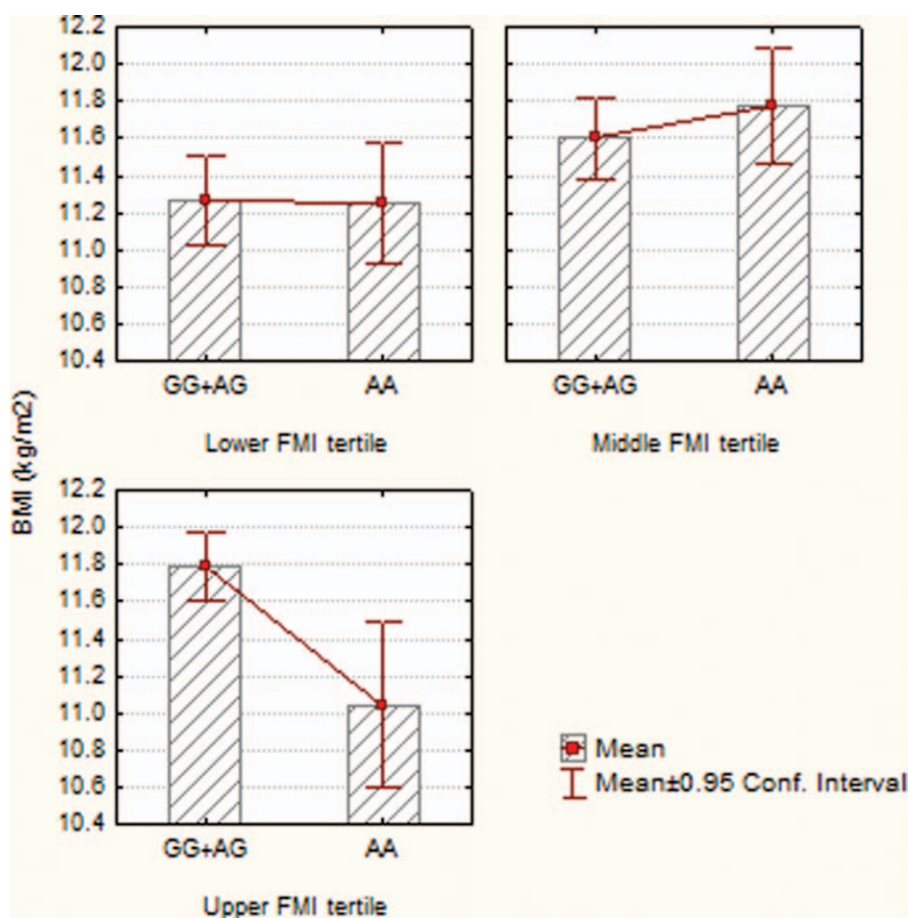 BMI (kg/m2)
12.2
12.0
11.8
11.6
11.4
11.2
11.0
10.8
10.6
10.4
GG+AG AA
Lower FMI tertile
GG+AG AA
Middle FMI tertile
12.2
12.0
11.8
11.6
11.4
11.2
11.0
10.8
10.6
10.4
GG+AG AA
Upper FMI tertile
Mean
Mean±0.95 Conf. Interval